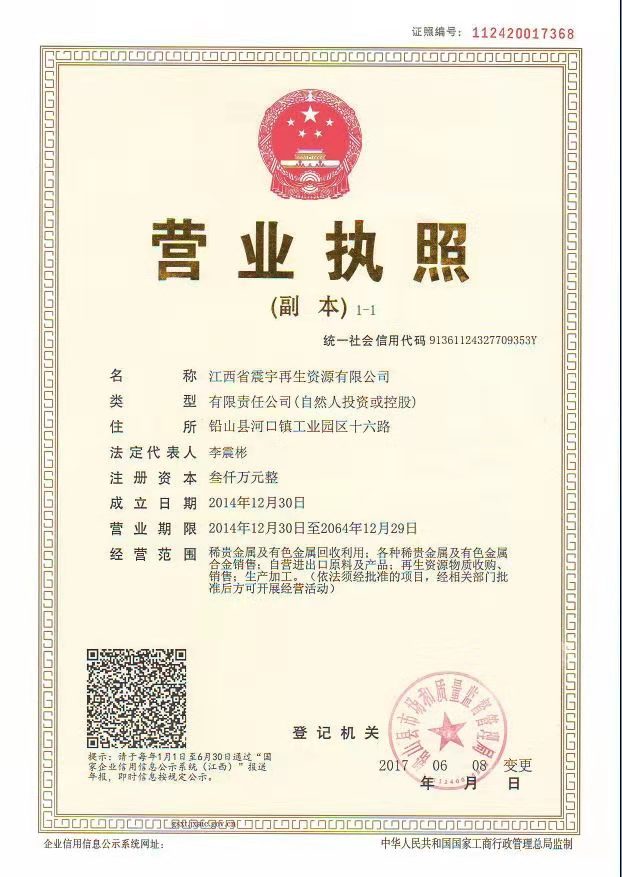 证照编号：112420017368
营业执照
(副 本) 1-1
统一社会信用代码 91361124327709353Y
名 称 江西省震宇再生资源有限公司
类 型 有限责任公司(自然人投资或控股)
住 所 铅山县河口镇工业园区十六路
法定代表人 李震彬
注册资本 叁仟万元整
成立日期 2014年12月30日
营业期限 2014年12月30日至2064年12月29日
经营范围 稀贵金属及有色金属回收利用；各种稀贵金属及有色金属
合金销售；自营进出口原料及产品；再生资源物质收购、
销售；生产加工。（依法须经批准的项目，经相关部门批
准后方可开展经营活动）
铅山县市场和质量监督管理局
登记机关
2017 06 08 变更
年 月 日
提示：请于每年1月1日至6月30日通过“国
家企业信用信息公示系统（江西）”报送
年报，即时信息按规定公示。
gsxt.jxaic.gov.cn
企业信用信息公示系统网址：
中华人民共和国国家工商行政管理总局监制